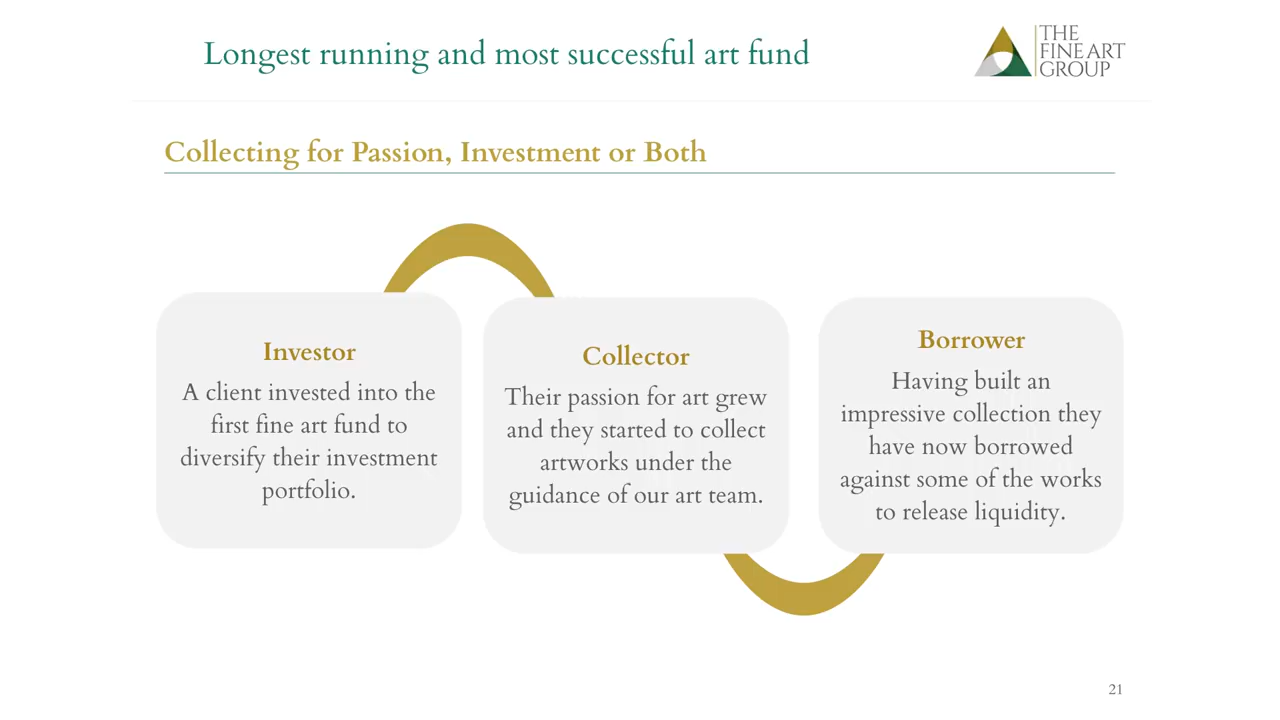 Longest running and most successful art fund
THE
FINE ART
GROUP
Collecting for Passion, Investment or Both
Investor
A client invested into the
first fine art fund to
diversify their investment
portfolio.
Collector
Their passion for art grew
and they started to collect
artworks under the
guidance of our art team.
Borrower
Having built an
impressive collection they
have now borrowed
against some of the works
to release liquidity.
21